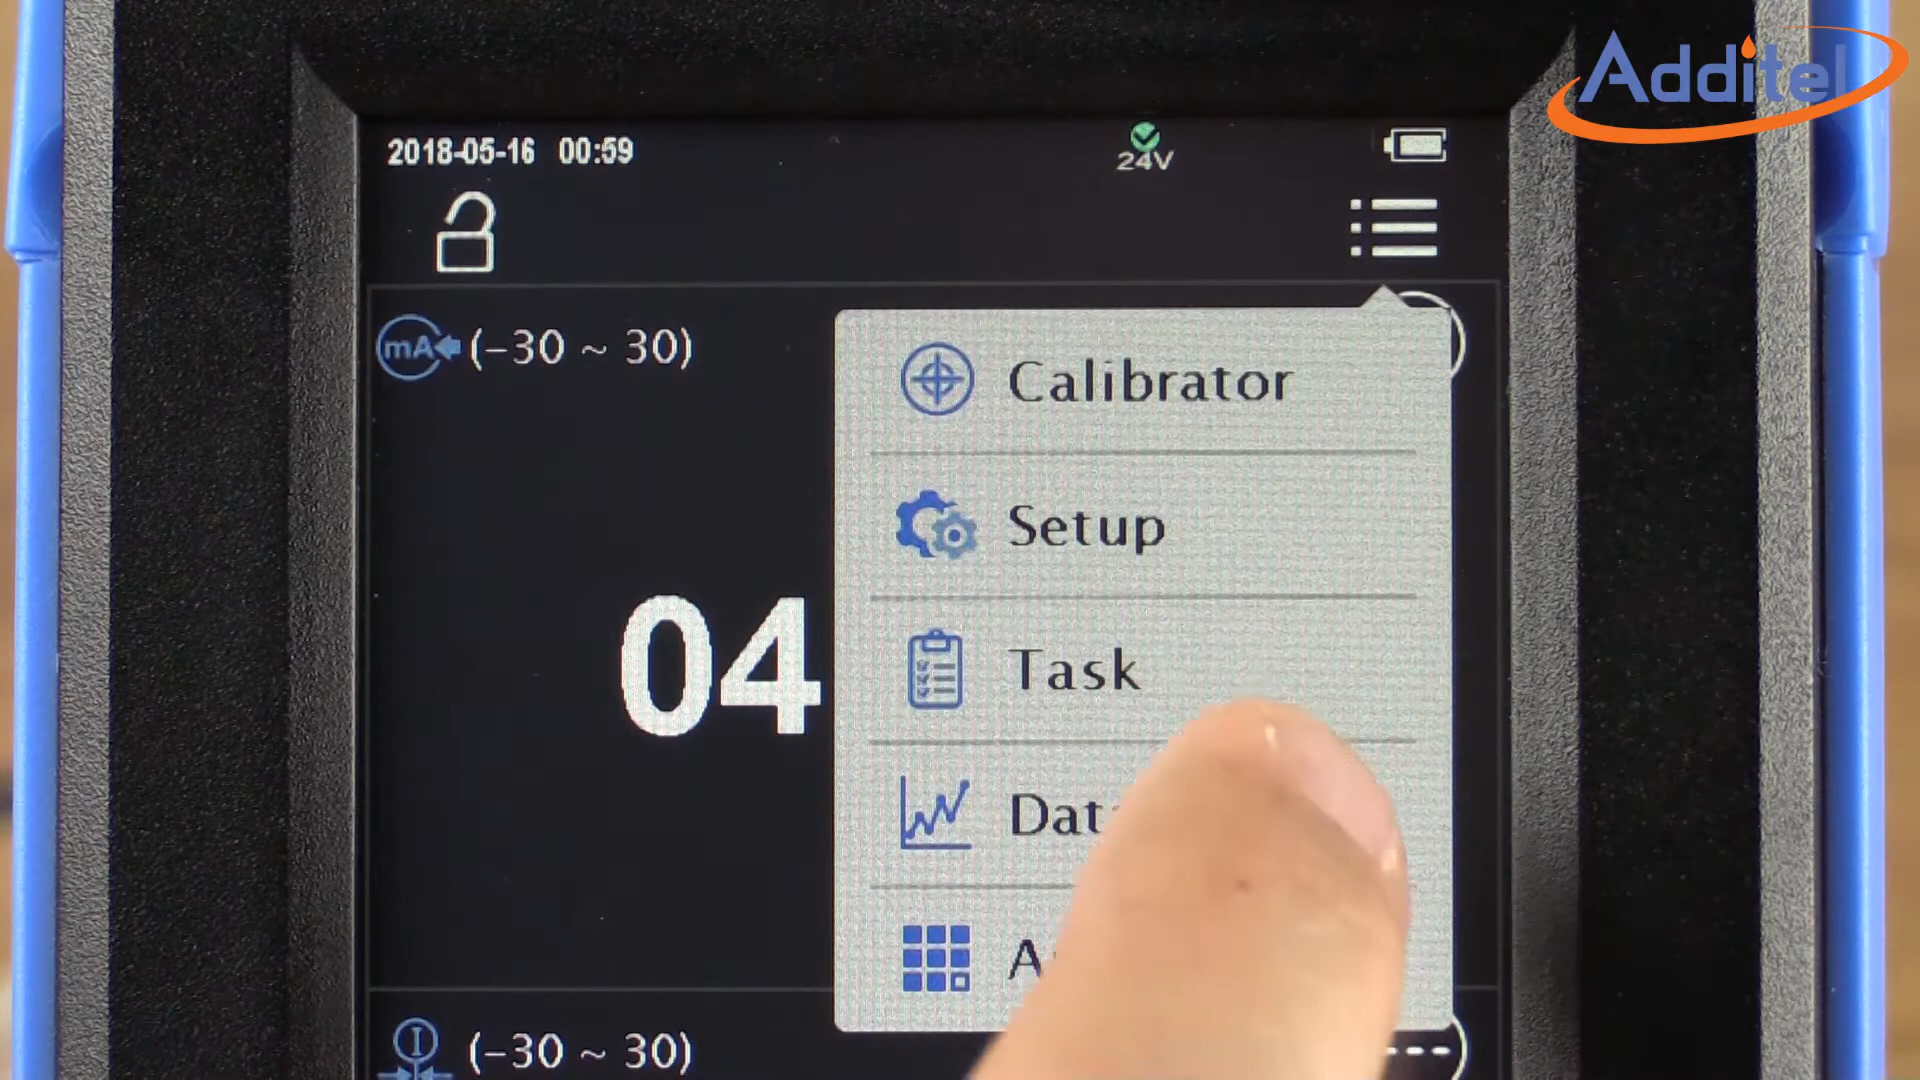 Additel
2018-05-16 00:59
24V
mA (-30 ~ 30)
Calibrator
Setup
04
Task
Dat
A
I (-30 ~ 30)
---